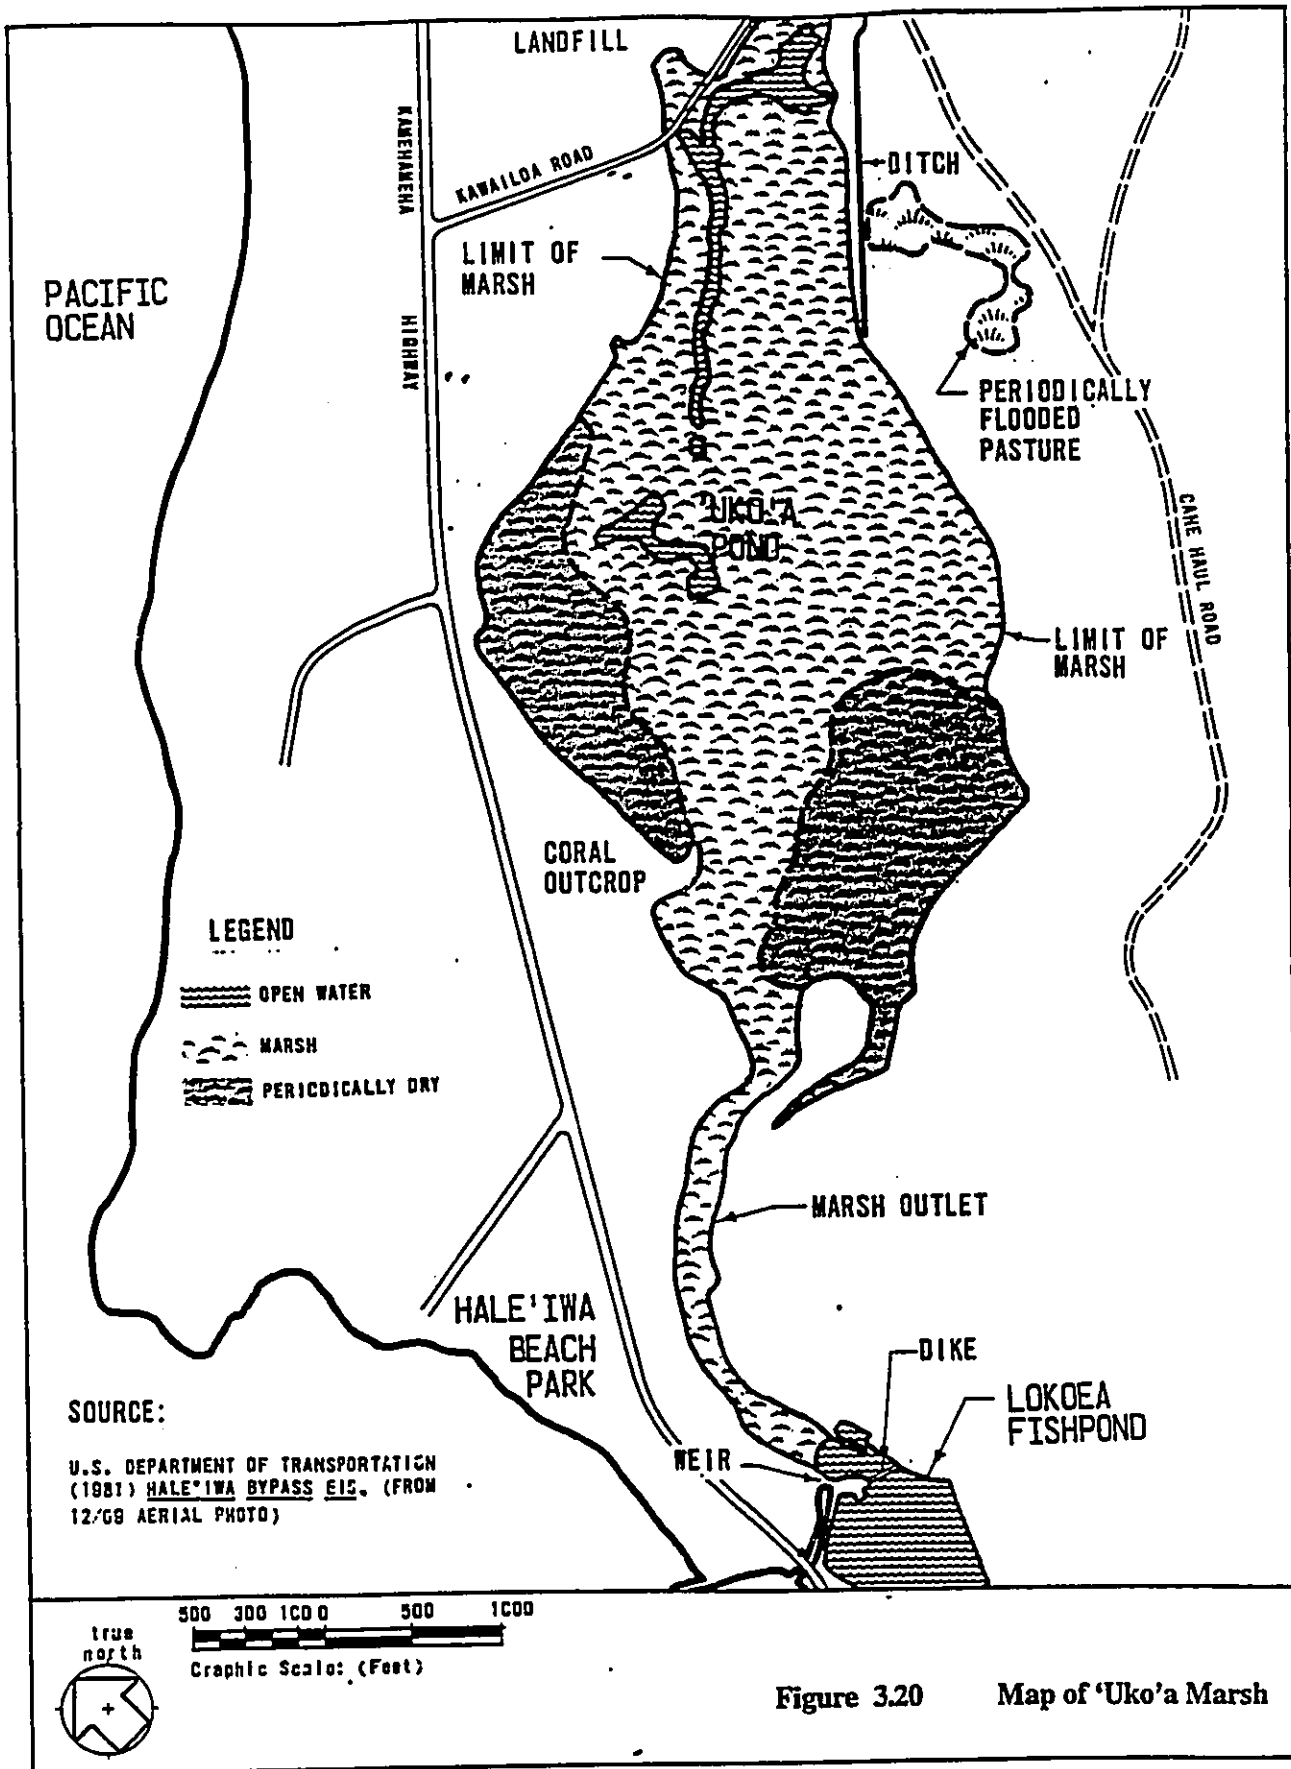 LANDFILL
KAMEHAMEHA
HIGHWAY
KAWAILOA ROAD
DITCH
LIMIT OF
MARSH
PACIFIC
OCEAN
PERIODICALLY
FLOODED
PASTURE
'UKO'A
POND
CANE HAUL ROAD
LIMIT OF
MARSH
CORAL
OUTCROP
LEGEND
OPEN WATER
MARSH
PERIODICALLY DRY
MARSH OUTLET
HALE'IWA
BEACH
PARK
DIKE
LOKOEA
FISHPOND
WEIR
SOURCE:
U.S. DEPARTMENT OF TRANSPORTATION
(1981) HALE'IWA BYPASS EIS. (FROM
AERIAL PHOTO)
500 300 100 0 500 1000
Graphic Scale: (Feet)
true
north
Figure 3.20 Map of ‘Uko’a Marsh